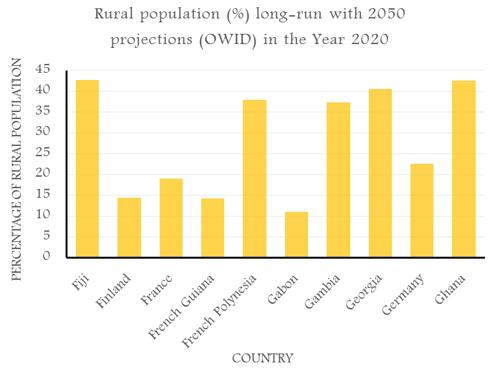 Rural population (%) long-run with 2050
projections (OWID) in the Year 2020
PERCENTAGE OF RURAL POPULATION
45
40
35
30
25
20
15
10
5
0
Fiji
Finland
France
French Guiana
French Polynesia
Gabon
Gambia
Georgia
Germany
Ghana
COUNTRY